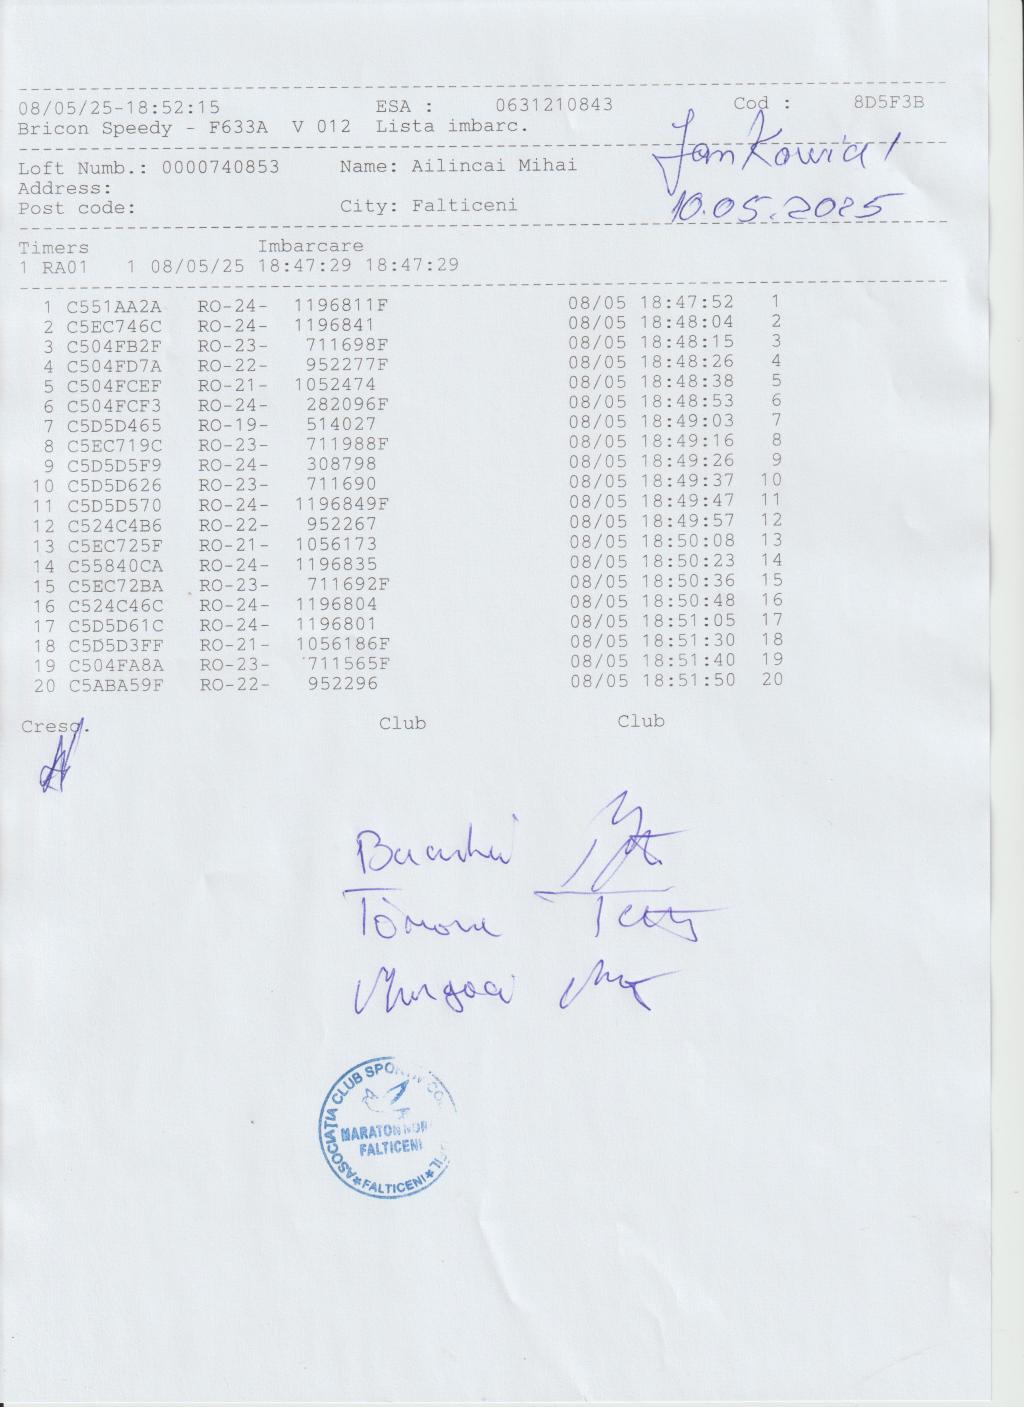 08/05/25-18:52:15 ESA : 0631210843 Cod : 8D5F3B
Bricon Speedy - F633A V 012 Lista imbarc.
Loft Numb.: 0000740853 Name: Ailincai Mihai
Address:
Post code: City: Falticeni
10.05.2025
Timers Imbarcare
1 RA01 1 08/05/25 18:47:29 18:47:29
1 C551AA2A RO-24- 1196811F 08/05 18:47:52 1
2 C5EC746C RO-24- 1196841 08/05 18:48:04 2
3 C504FB2F RO-23- 711698F 08/05 18:48:15 3
4 C504FD7A RO-22- 952277F 08/05 18:48:26 4
5 C504FCEF RO-21- 1052474 08/05 18:48:38 5
6 C504FCF3 RO-24- 282096F 08/05 18:48:53 6
7 C5D5D465 RO-19- 514027 08/05 18:49:03 7
8 C5EC719C RO-23- 711988F 08/05 18:49:16 8
9 C5D5D5F9 RO-24- 308798 08/05 18:49:26 9
10 C5D5D626 RO-23- 711690 08/05 18:49:37 10
11 C5D5D570 RO-24- 1196849F 08/05 18:49:47 11
12 C524C4B6 RO-22- 952267 08/05 18:49:57 12
13 C5EC725F RO-21- 1056173 08/05 18:50:08 13
14 C55840CA RO-24- 1196835 08/05 18:50:23 14
15 C5EC72BA RO-23- 711692F 08/05 18:50:36 15
16 C524C46C RO-24- 1196804 08/05 18:50:48 16
17 C5D5D61C RO-24- 1196801 08/05 18:51:05 17
18 C5D5D3FF RO-21- 1056186F 08/05 18:51:30 18
19 C504FA8A RO-23- 711565F 08/05 18:51:40 19
20 C5ABA59F RO-22- 952296 08/05 18:51:50 20
Cresc. Club Club
ASOCIAȚIA CLUB
MARATON
FALTICENI
*FALTICENI*